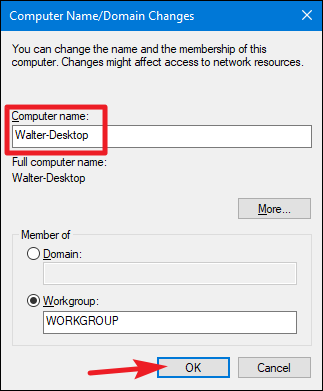 Computer Name/Domain Changes
You can change the name and the membership of this
computer. Changes might affect access to network resources.
Computer name:
Walter-Desktop
Full computer name:
Walter-Desktop
More...
Member of
Domain:
Workgroup:
WORKGROUP
OK Cancel